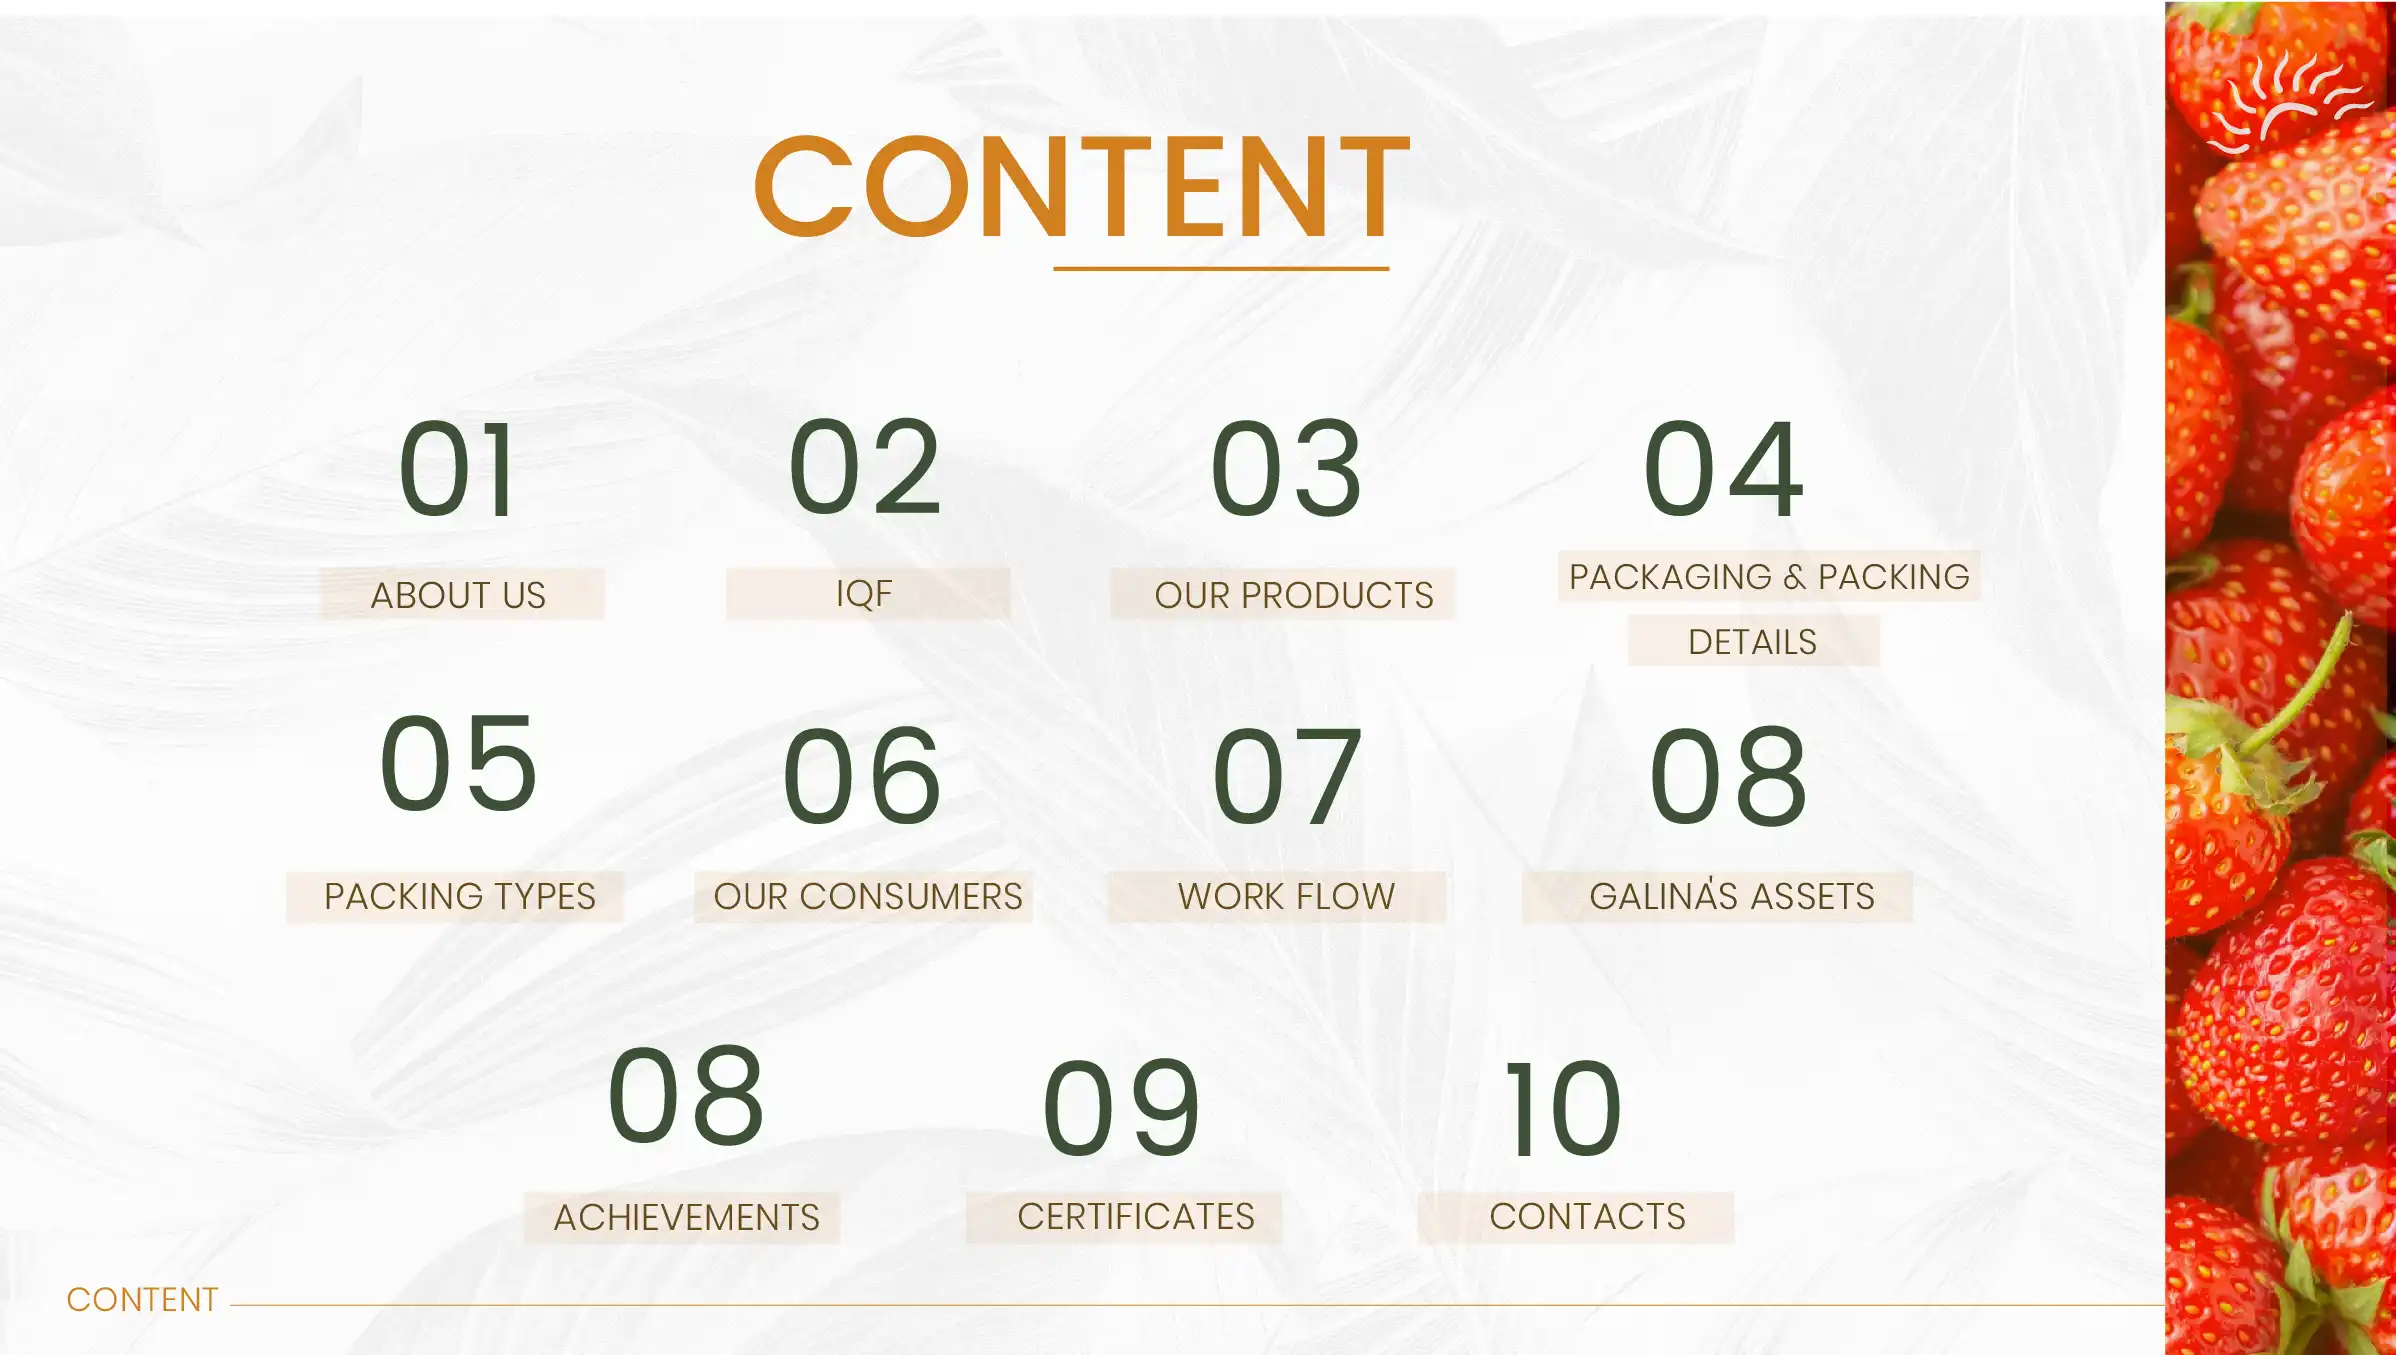 CONTENT
01 02 03 04
ABOUT US IQF OUR PRODUCTS PACKAGING & PACKING
DETAILS
05 06 07 08
PACKING TYPES OUR CONSUMERS WORK FLOW GALINA'S ASSETS
08 09 10
ACHIEVEMENTS CERTIFICATES CONTACTS
CONTENT